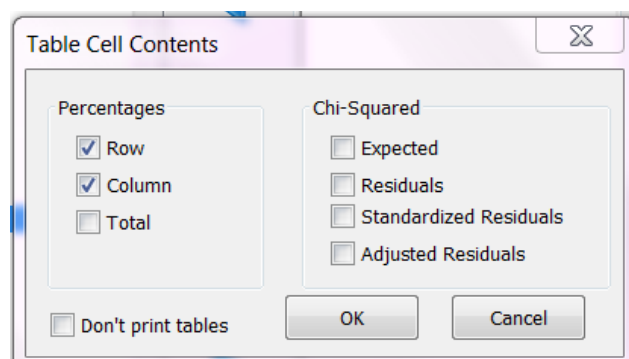 Table Cell Contents
Percentages
Row
Column
Total
Chi-Squared
Expected
Residuals
Standardized Residuals
Adjusted Residuals
Don't print tables
OK
Cancel